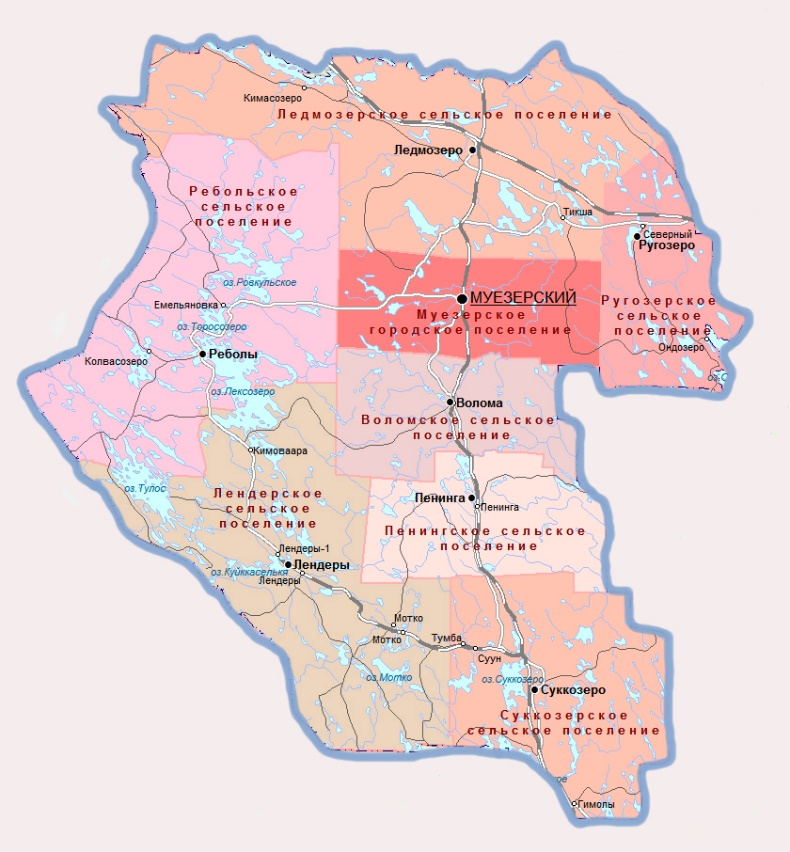 Кимасозеро
Ледмозерское сельское поселение
Ледмозеро
Ребольское
сельское
поселение
Тикша
Северный
Ругозеро
оз.Ровкульское
Емельяновка
МУЕЗЕРСКИЙ
Муезерское
городское поселение
Ругозерское
сельское
поселение
оз.Торосозеро
Ондозеро
Реболы
Колвасозеро
оз.С
оз.Лексозеро
Волома
Воломское сельское
поселение
Кимоваара
оз.Тулос
Лендерское
сельское
поселение
Пенинга
Пенинга
Пенингское сельское
поселение
Лендеры-1
Лендеры
оз.Куйккаселькя
Лендеры
Мотко
Мотко
Тумба
Суун
оз.Мотко
оз.Суккозеро
Суккозеро
Суккозерское
сельское поселение
ое
Гимолы